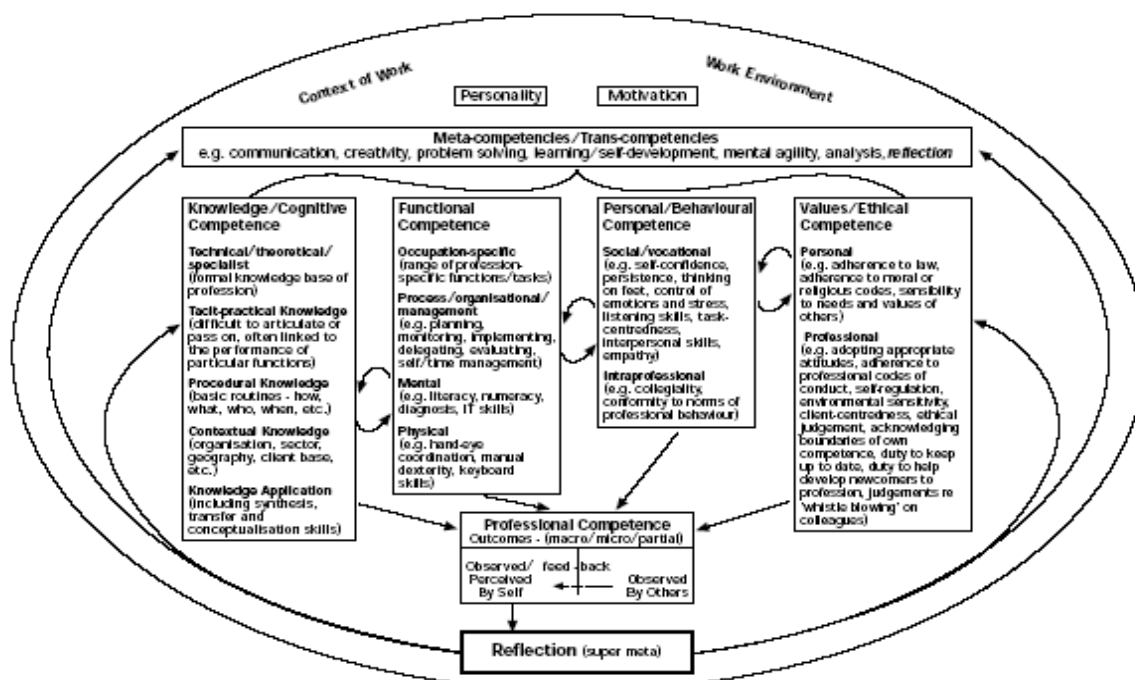 Context of Work
Work Environment
Personality
Motivation
Meta-competencies/Trans-competencies
e.g. communication, creativity, problem solving, learning/self-development, mental agility, analysis, reflection
Knowledge/Cognitive
Competence
Technical/theoretical/
specialist
(formal knowledge base of
profession)
Tacit-practical Knowledge
(difficult to articulate or
pass on, often linked to
the performance of
particular functions)
Procedural Knowledge
(basic routines - how,
what, who, when, etc.)
Contextual Knowledge
(organisation, sector,
geography, client base,
etc.)
Knowledge Application
(including synthesis,
transfer and
conceptualisation skills)
Functional
Competence
Occupation-specific
(range of profession-
specific functions/tasks)
Process/organisational/
management
(e.g. planning,
monitoring, implementing,
delegating, evaluating,
self/time management)
Mental
(e.g. literacy, numeracy,
diagnosis, IT skills)
Physical
(e.g. hand-eye
coordination, manual
dexterity, keyboard
skills)
Personal/Behavioural
Competence
Social/vocational
(e.g. self-confidence,
persistence, thinking
on feet, control of
emotions and stress,
listening skills, task-
centredness,
interpersonal skills,
empathy)
Intraprofessional
(e.g. collegiality,
conformity to norms of
professional behaviour)
Values/Ethical
Competence
Personal
(e.g. adherence to law,
adherence to moral or
religious codes, sensibility
to needs and values of
others)
Professional
(e.g. adopting appropriate
attitudes, adherence to
professional codes of
conduct, self-regulation,
environmental sensitivity,
client-centredness, ethical
judgement, acknowledging
boundaries of own
competence, duty to keep
up to date, duty to help
develop newcomers to
profession, judgements re
'whistle blowing' on
colleagues)
Professional Competence
Outcomes - (macro/micro/partial)
Observed/ feed-back
Perceived Observed
By Self By Others
Reflection (super meta)